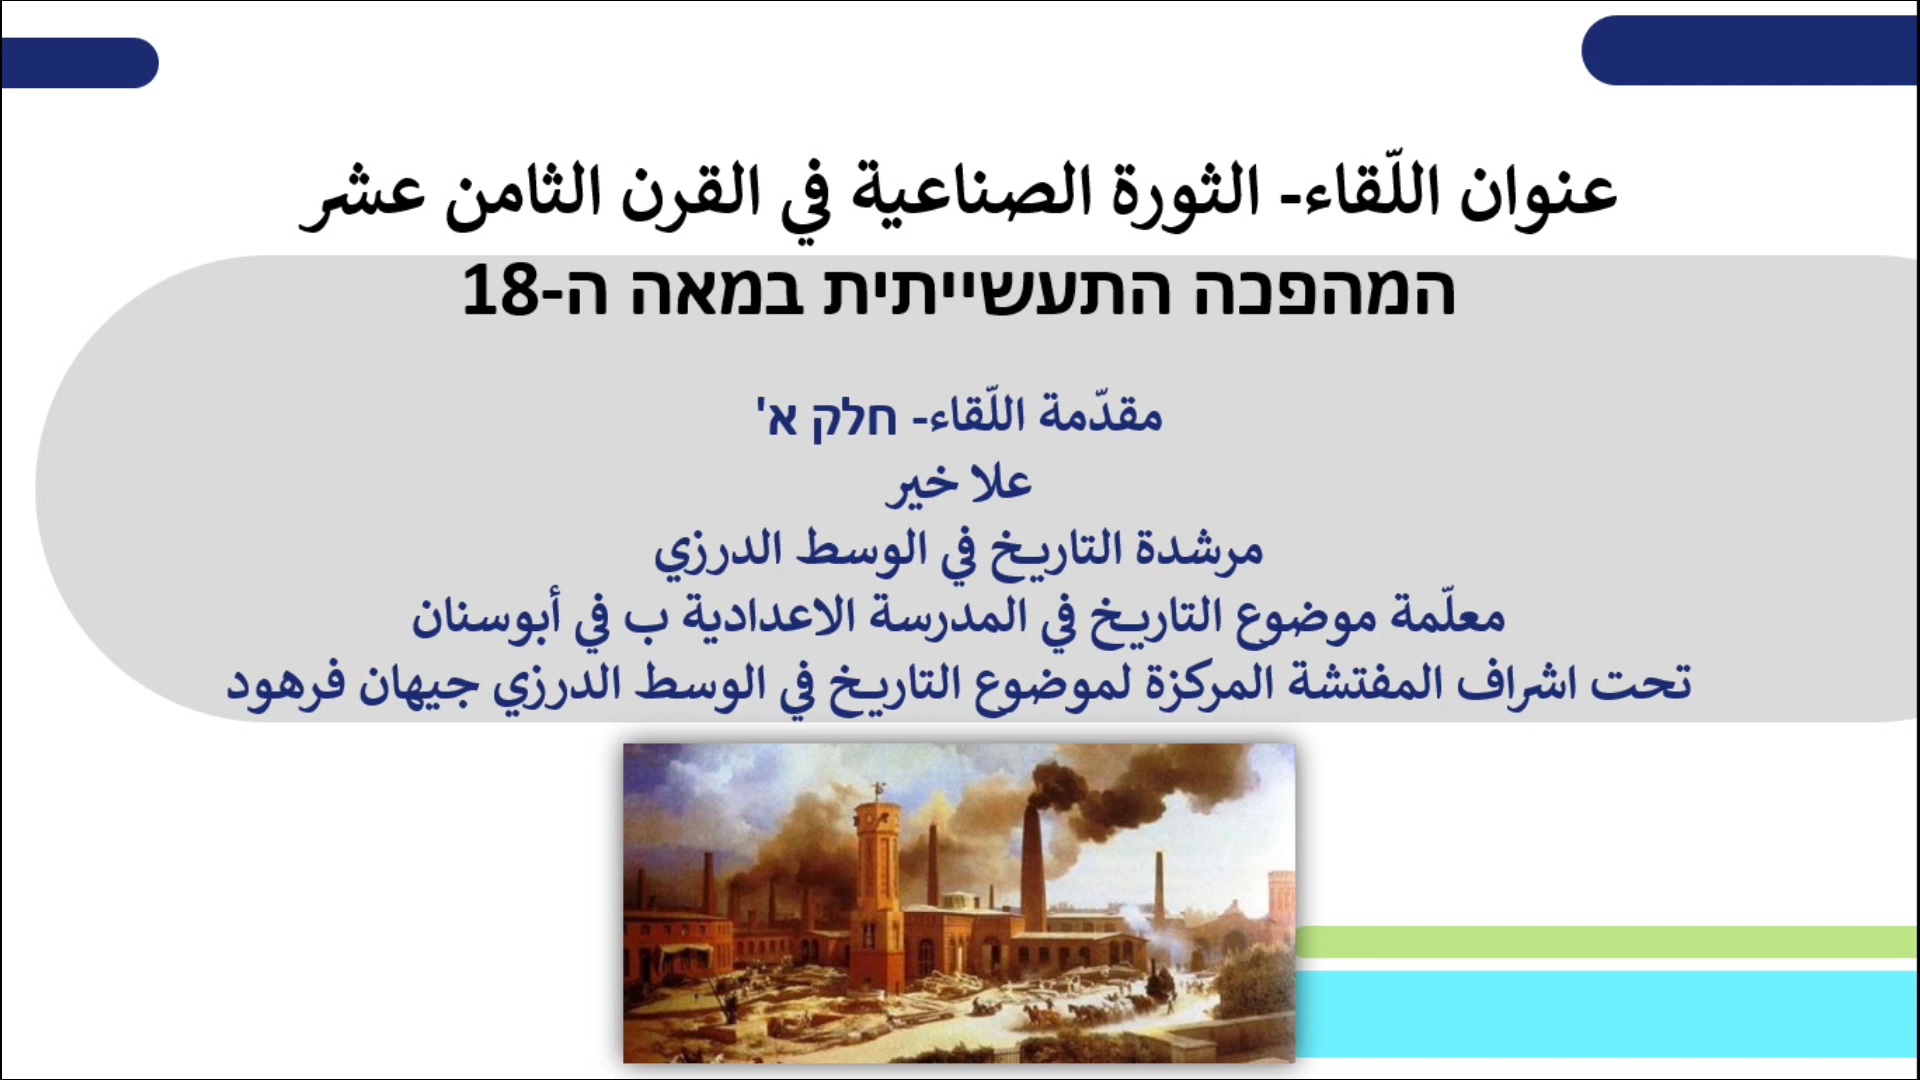 عنوان اللّقاء- الثورة الصناعية في القرن الثامن عشر
המהפכה התעשייתית במאה ה-18
مقدّمة اللّقاء- חלק א'
علا خير
مرشدة التاريخ في الوسط الدرزي
معلّمة موضوع التاريخ في المدرسة الاعدادية ب في أبوسنان
تحت اشراف المفتشة المركزة لموضوع التاريخ في الوسط الدرزي جيهان فرهود